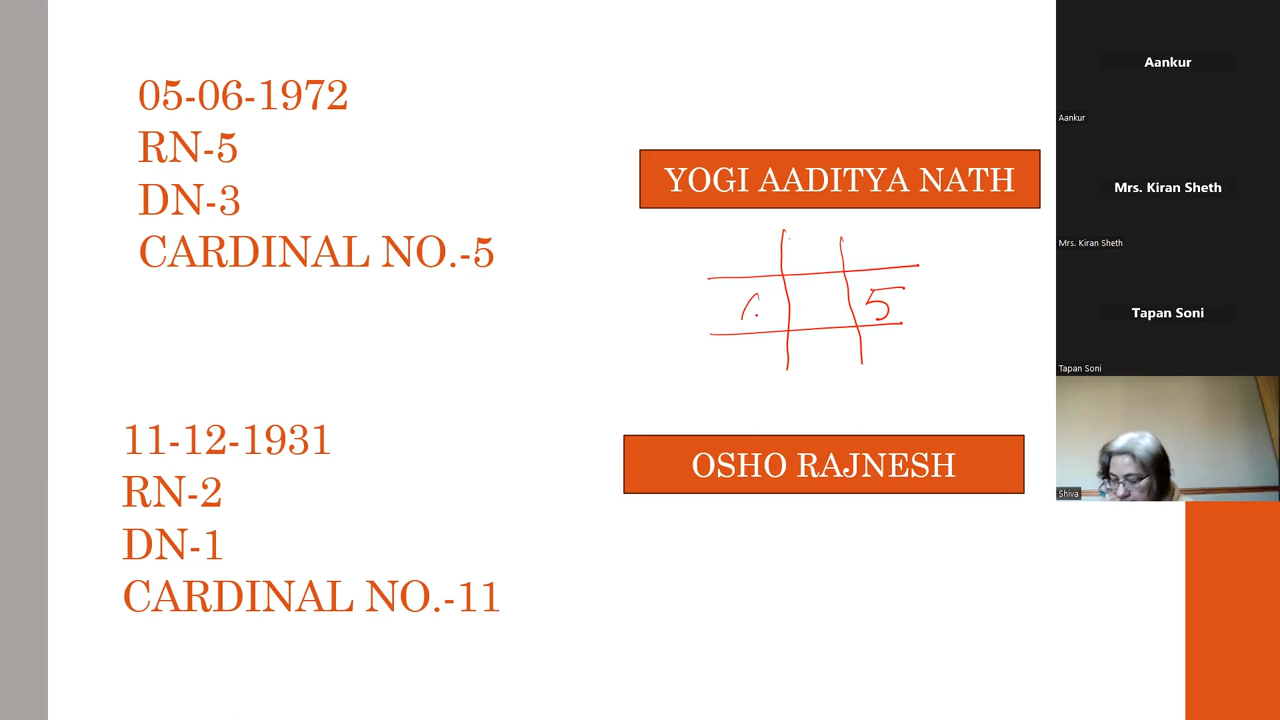 05-06-1972
RN-5
DN-3
CARDINAL NO.-5
YOGI AADITYA NATH
5
11-12-1931
RN-2
DN-1
CARDINAL NO.-11
OSHO RAJNESH
Aankur
Aankur
Mrs. Kiran Sheth
Mrs. Kiran Sheth
Tapan Soni
Tapan Soni
Shiva